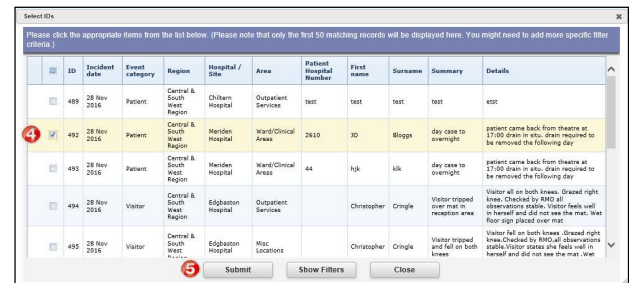 Select IDs
Please click the appropriate items from the list below. (Please note that only the first 50 matching records will be displayed here. You might need to add more specific filter
criteria.)
ID Incident date Event category Region Hospital / Site Area Patient Hospital Number First name Surname Summary Details
489 28 Nov 2016 Patient Central & South West Region Chiltern Hospital Outpatient Services test test test test etst
4 492 28 Nov 2016 Patient Central & South West Region Meriden Hospital Ward/Clinical Areas 2610 JO Bloggs day case to overnight patient came back from theatre at 17:00 drain in situ. drain required to be removed the following day
493 28 Nov 2016 Patient Central & South West Region Meriden Hospital Ward/Clinical Areas 44 hjk klk day case to overnight patient came back from theatre at 17:00 drain in situ. drain required to be removed the following day
494 28 Nov 2016 Visitor Central & South West Region Edgbaston Hospital Outpatient Services Christopher Cringle Visitor tripped over mat in reception area Visitor ell on both knees. Grazed right knee. Checked by RMO all observations stable. Visitor feels well in herself and did not see the mat. Wet floor sign placed over mat
495 28 Nov 2016 Visitor Central & South West Edgbaston Hospital Misc Locations Christopher Cringle Visitor tripped and fell on both knees Visitor fell on both knees .Grazed right knee.Checked by RMO,all observations stable.Visitor states she feels well in herself and did not see the mat .Wet
5 Submit Show Filters Close